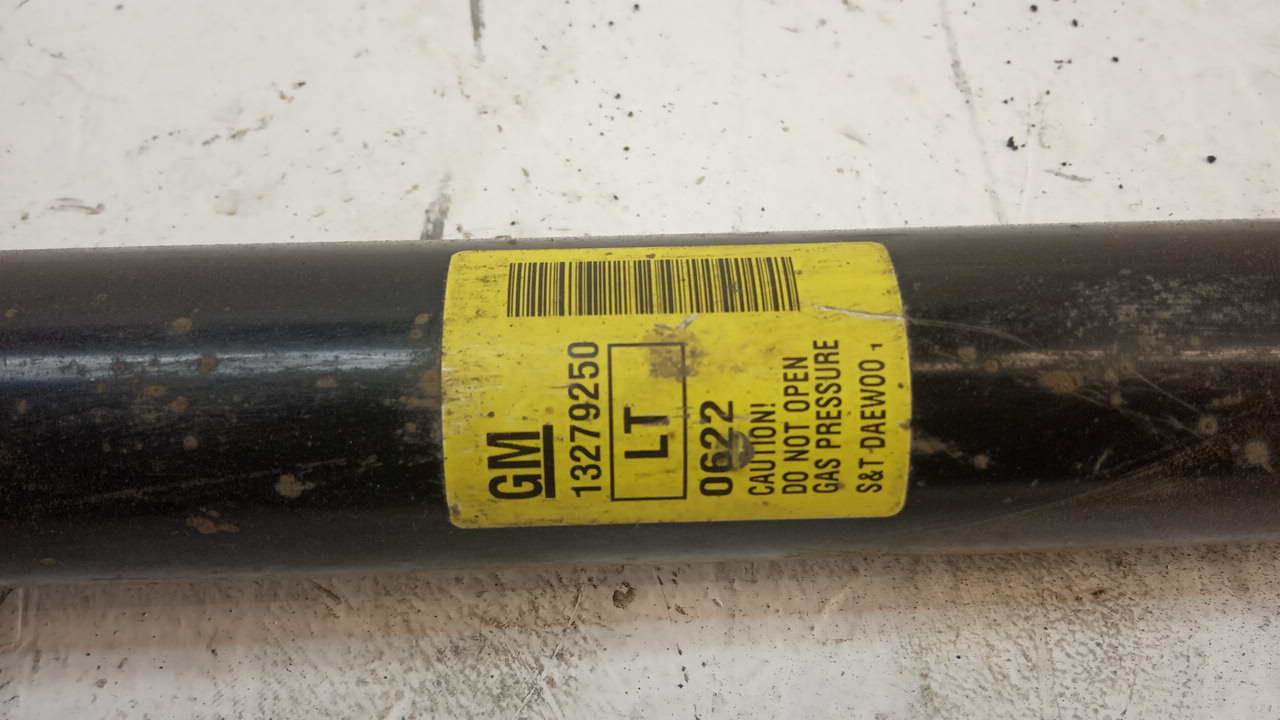 GM
13279250
LT
0622
CAUTION!
DO NOT OPEN
GAS PRESSURE
S&T DAEWOO 1